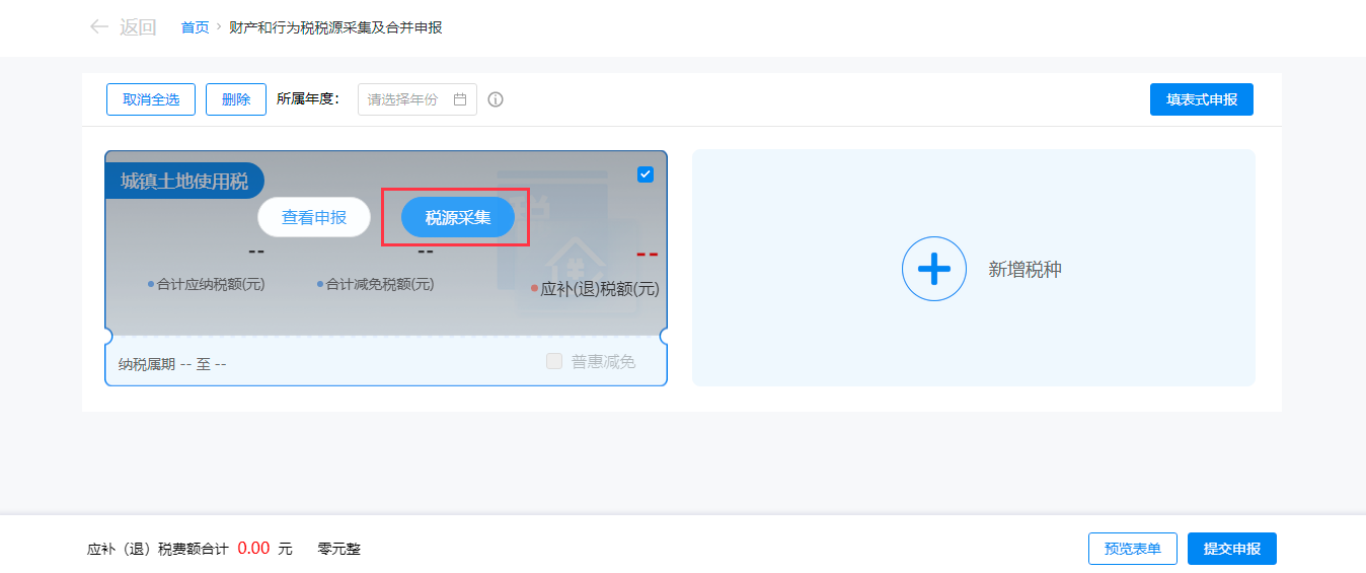 返回 首页 > 财产和行为税税源采集及合并申报
取消全选 删除 所属年度： 请选择年份 填表式申报
城镇土地使用税
查看申报 税源采集
-- -- --
合计应纳税额(元) 合计减免税额(元) 应补(退)税额(元)
纳税属期 -- 至 -- 普惠减免
新增税种
应补（退）税费额合计 0.00 元 零元整 预览表单 提交申报